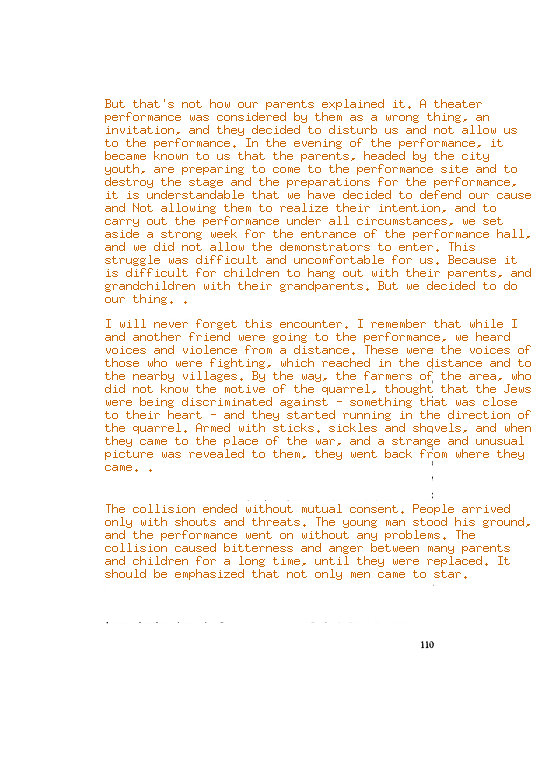 But that's not how our parents explained it. A theater
performance was considered by them as a wrong thing, an
invitation, and they decided to disturb us and not allow us
to the performance. In the evening of the performance, it
became known to us that the parents, headed by the city
youth, are preparing to come to the performance site and to
destroy the stage and the preparations for the performance,
it is understandable that we have decided to defend our cause
and Not allowing them to realize their intention, and to
carry out the performance under all circumstances, we set
aside a strong week for the entrance of the performance hall,
and we did not allow the demonstrators to enter. This
struggle was difficult and uncomfortable for us. Because it
is difficult for children to hang out with their parents, and
grandchildren with their grandparents. But we decided to do
our thing. .
I will never forget this encounter. I remember that while I
and another friend were going to the performance, we heard
voices and violence from a distance. These were the voices of
those who were fighting, which reached in the distance and to
the nearby villages. By the way, the farmers of the area, who
did not know the motive of the quarrel, thought that the Jews
were being discriminated against - something that was close
to their heart - and they started running in the direction of
the quarrel. Armed with sticks. sickles and shovels, and when
they came to the place of the war, and a strange and unusual
picture was revealed to them, they went back from where they
came. .
The collision ended without mutual consent. People arrived
only with shouts and threats. The young man stood his ground,
and the performance went on without any problems. The
collision caused bitterness and anger between many parents
and children for a long time, until they were replaced. It
should be emphasized that not only men came to star.
110